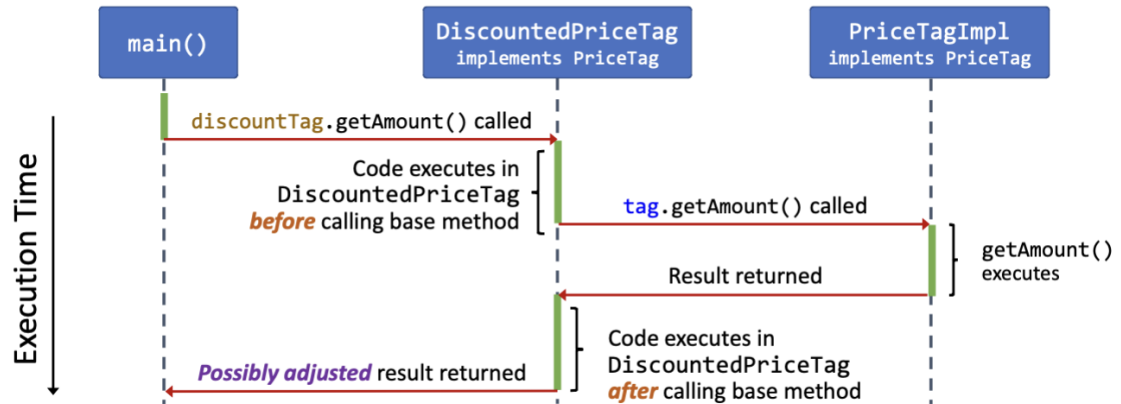 main()
DiscountedPriceTag
implements PriceTag
PriceTagImpl
implements PriceTag
Execution Time
discountTag.getAmount() called
Code executes in
DiscountedPriceTag
before calling base method
tag.getAmount() called
getAmount()
executes
Result returned
Code executes in
DiscountedPriceTag
after calling base method
Possibly adjusted result returned